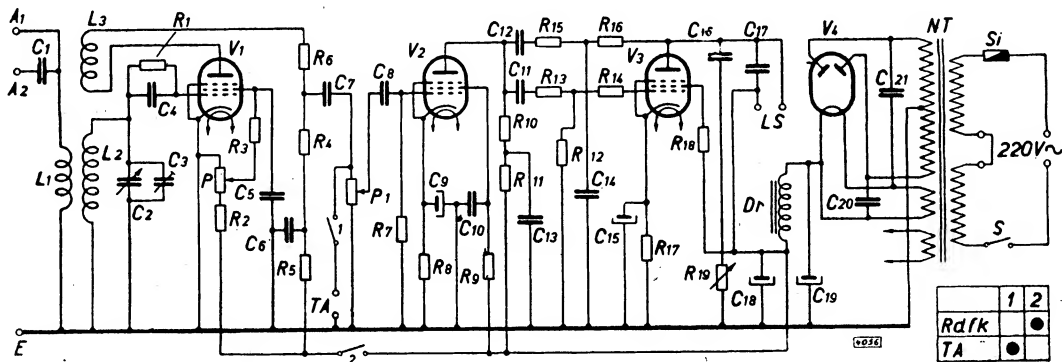 A1
A2
C1
L1
L3
R1
C4
L2
C2
C3
V1
R3
P
R2
C5
C6
R6
R4
R5
C7
1
TA
P1
C8
R7
V2
C9
R8
C10
R9
C12
R15
R16
C11
R13
R14
R10
R11
R12
C13
C14
C15
V3
R17
R18
R19
C16
C17
LS
C18
Dr
C19
V4
C21
C20
NT
Si
220V~
S
E
2
4036
1 2
Rdfk ●
TA ●